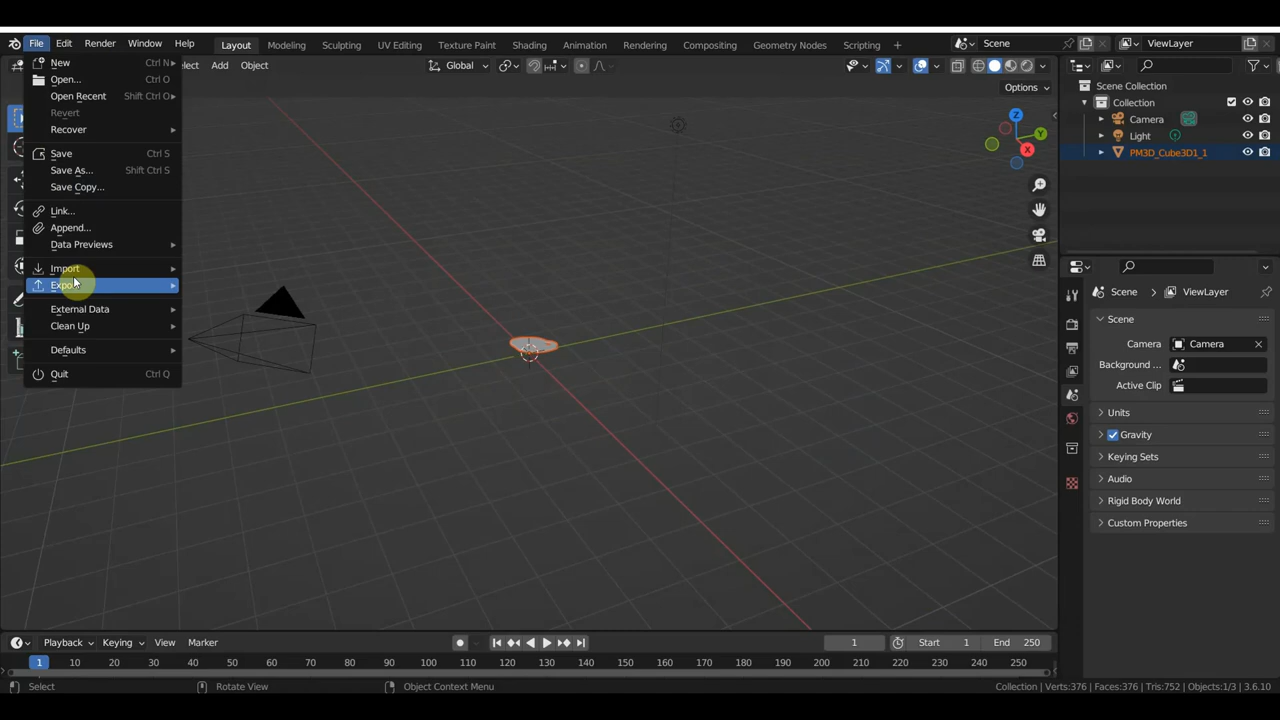 File Edit Render Window Help Layout Modeling Sculpting UV Editing Texture Paint Shading Animation Rendering Compositing Geometry Nodes Scripting + Scene ViewLayer
Add Object Global Options
New Ctrl N
Open... Ctrl O
Open Recent Shift Ctrl O
Revert
Recover
Save Ctrl S
Save As... Shift Ctrl S
Save Copy...
Link...
Append...
Data Previews
Import
External Data
Clean Up
Defaults
Quit Ctrl Q
Z
Y
X
Scene Collection
Collection
Camera
Light
PM3D_Cube3D1_1
Scene ViewLayer
Scene
Camera Camera
Background ...
Active Clip
Units
Gravity
Keying Sets
Audio
Rigid Body World
Custom Properties
Playback Keying View Marker 1 Start 1 End 250
1 10 20 30 40 50 60 70 80 90 100 110 120 130 140 150 160 170 180 190 200 210 220 230 240 250
Select Rotate View Object Context Menu Collection | Verts:376 | Faces:376 | Tris:752 | Objects:1/3 | 3.6.10